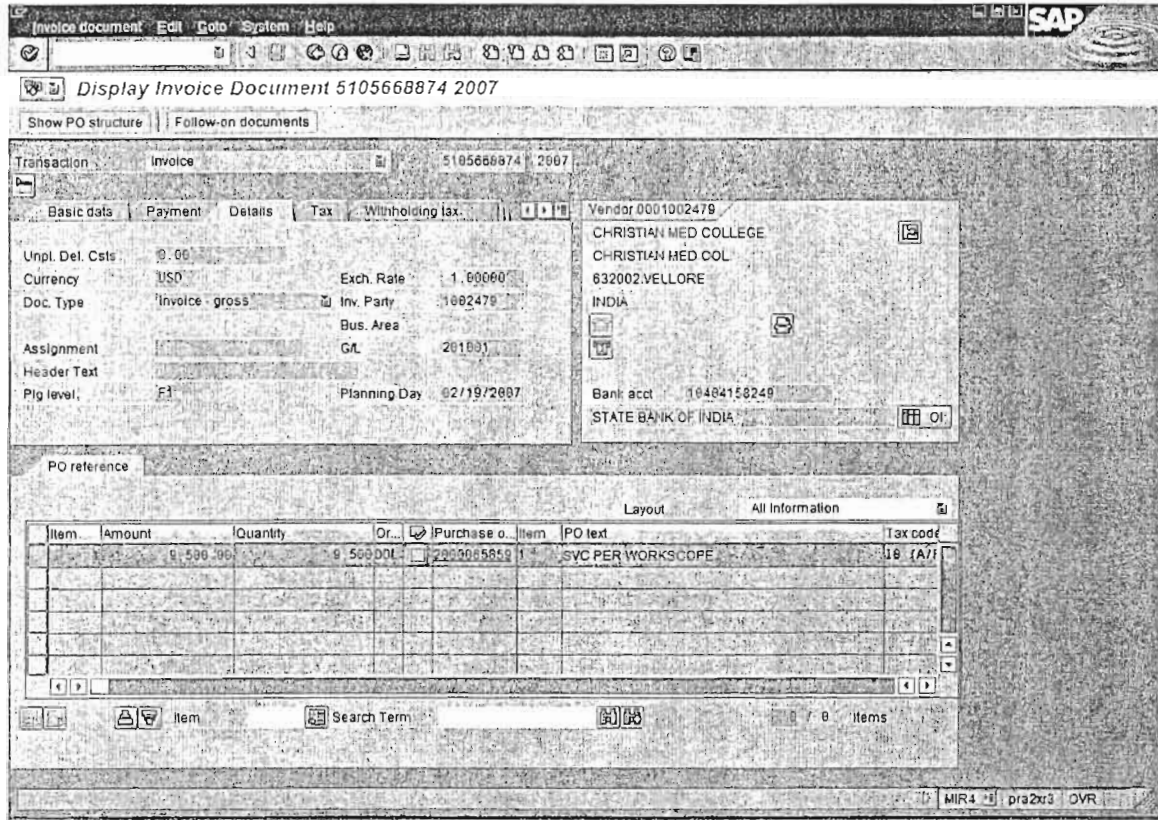 Invoice document Edit Goto System Help
SAP
Display Invoice Document 5105668874 2007
Show PO structure Follow-on documents
Transaction Invoice 5105668874 2007
Basic data Payment Details Tax Withholding tax
Unpl. Del. Csts 0.00
Currency USD Exch. Rate 1.00000
Doc. Type Invoice - gross Inv. Party 1002479
Bus. Area
Assignment G/L 201001
Header Text
Plg level F1 Planning Day 02/19/2007
Vendor 0001002479
CHRISTIAN MED COLLEGE
CHRISTIAN MED COL
632002 VELLORE
INDIA
Bank acct 10404158249
STATE BANK OF INDIA
OI
PO reference
Layout All Information
Item Amount Quantity Or... Purchase o... Item PO text Tax code
9,500.00 9,500 DOL 1 SVC PER WORKSCOPE
Item Search Term 0 / 0 Items
MIR4 pra2xr3 OVR